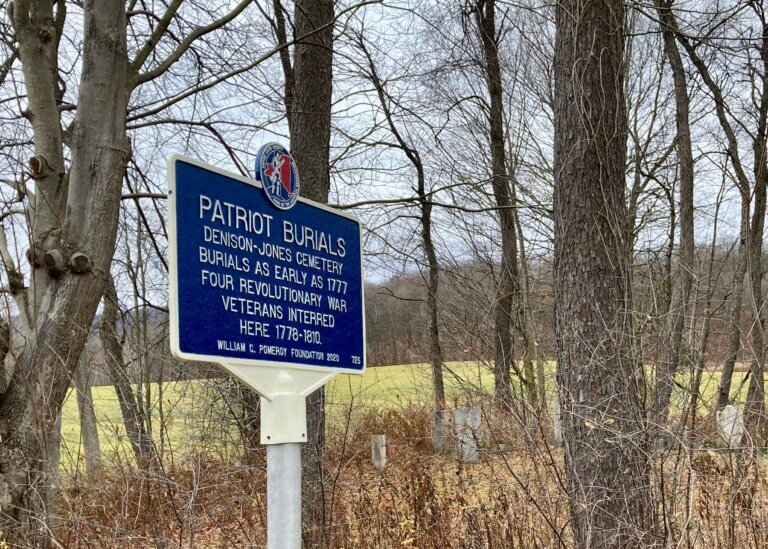 PATRIOT BURIALS
DENISON-JONES CEMETERY
BURIALS AS EARLY AS 1777
FOUR REVOLUTIONARY WAR
VETERANS INTERRED
HERE 1778-1810.
WILLIAM C. POMEROY FOUNDATION 2020 725